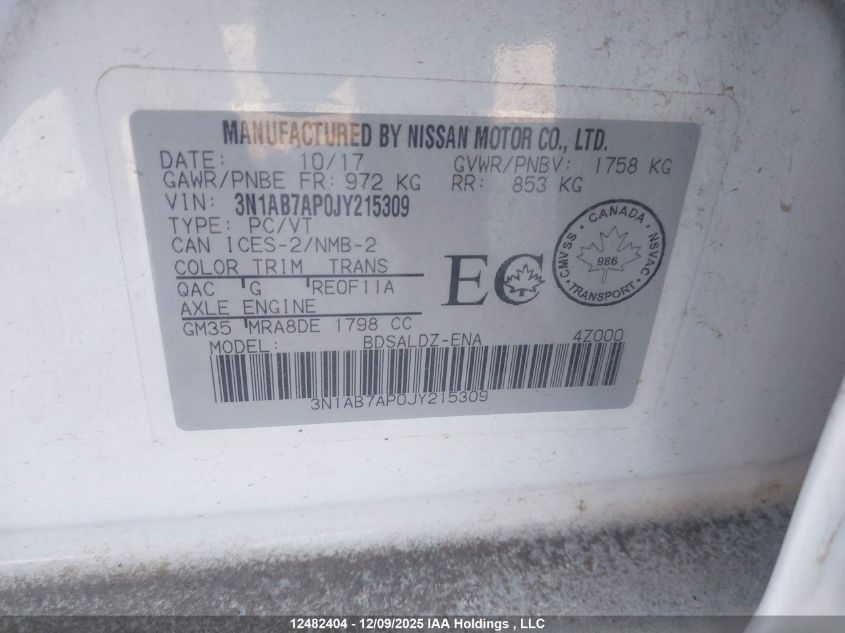 MANUFACTURED BY NISSAN MOTOR CO., LTD.
DATE: 10/17 GVWR/PNBV: 1758 KG
GAWR/PNBE FR: 972 KG RR: 853 KG
VIN: 3N1AB7AP0JY215309
TYPE: PC/VT
CAN ICES-2/NMB-2
COLOR TRIM TRANS
QAC G RE0F11A
AXLE ENGINE
GM35 MRA8DE 1798 CC
MODEL: BDSALDZ-ENA 4Z000
3N1AB7AP0JY215309
EC
CANADA
CMVSS 986 NSVAC
TRANSPORT
12482404 - 12/09/2025 IAA Holdings , LLC